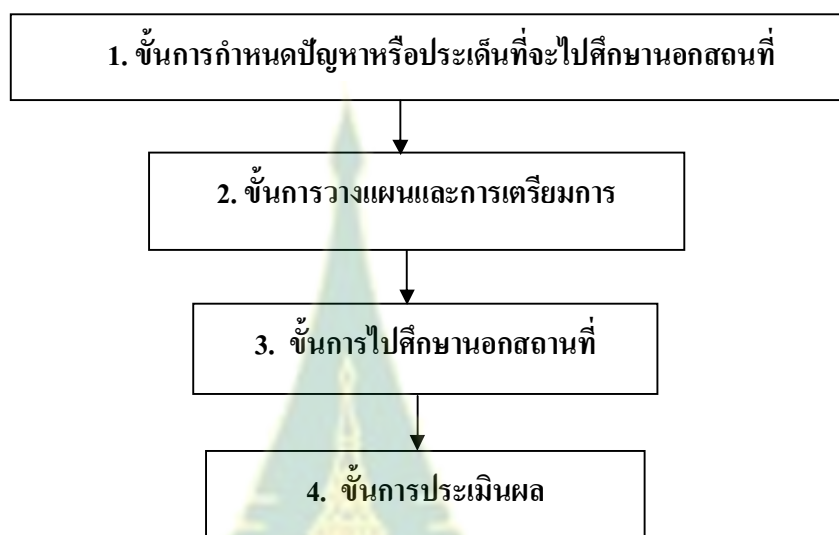 1. ขั้นการกำหนดปัญหาหรือประเด็นที่จะไปศึกษานอกสถนที่
2. ขั้นการวางแผนและการเตรียมการ
3. ขั้นการไปศึกษานอกสถานที่
4. ขั้นการประเมินผล